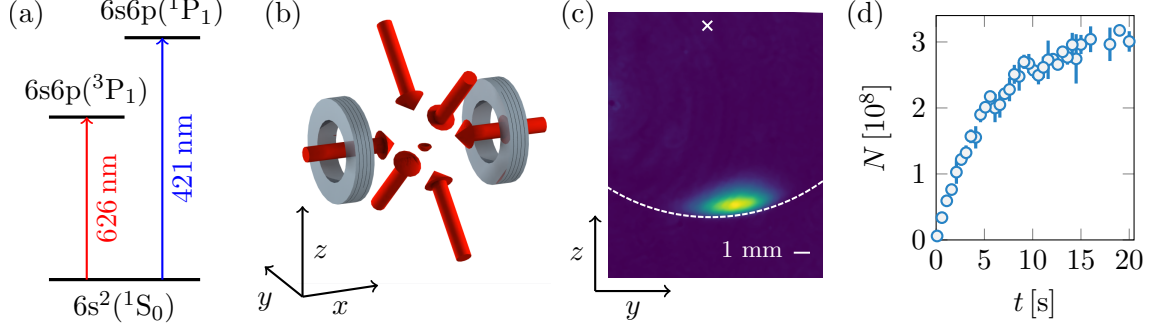 (a)
6s6p(¹P₁)
6s6p(³P₁)
626 nm
421 nm
6s²(¹S₀)
(b)
z
y
x
(c)
1 mm
z
y
(d)
N [10⁸]
3
2
1
0
0 5 10 15 20
t [s]